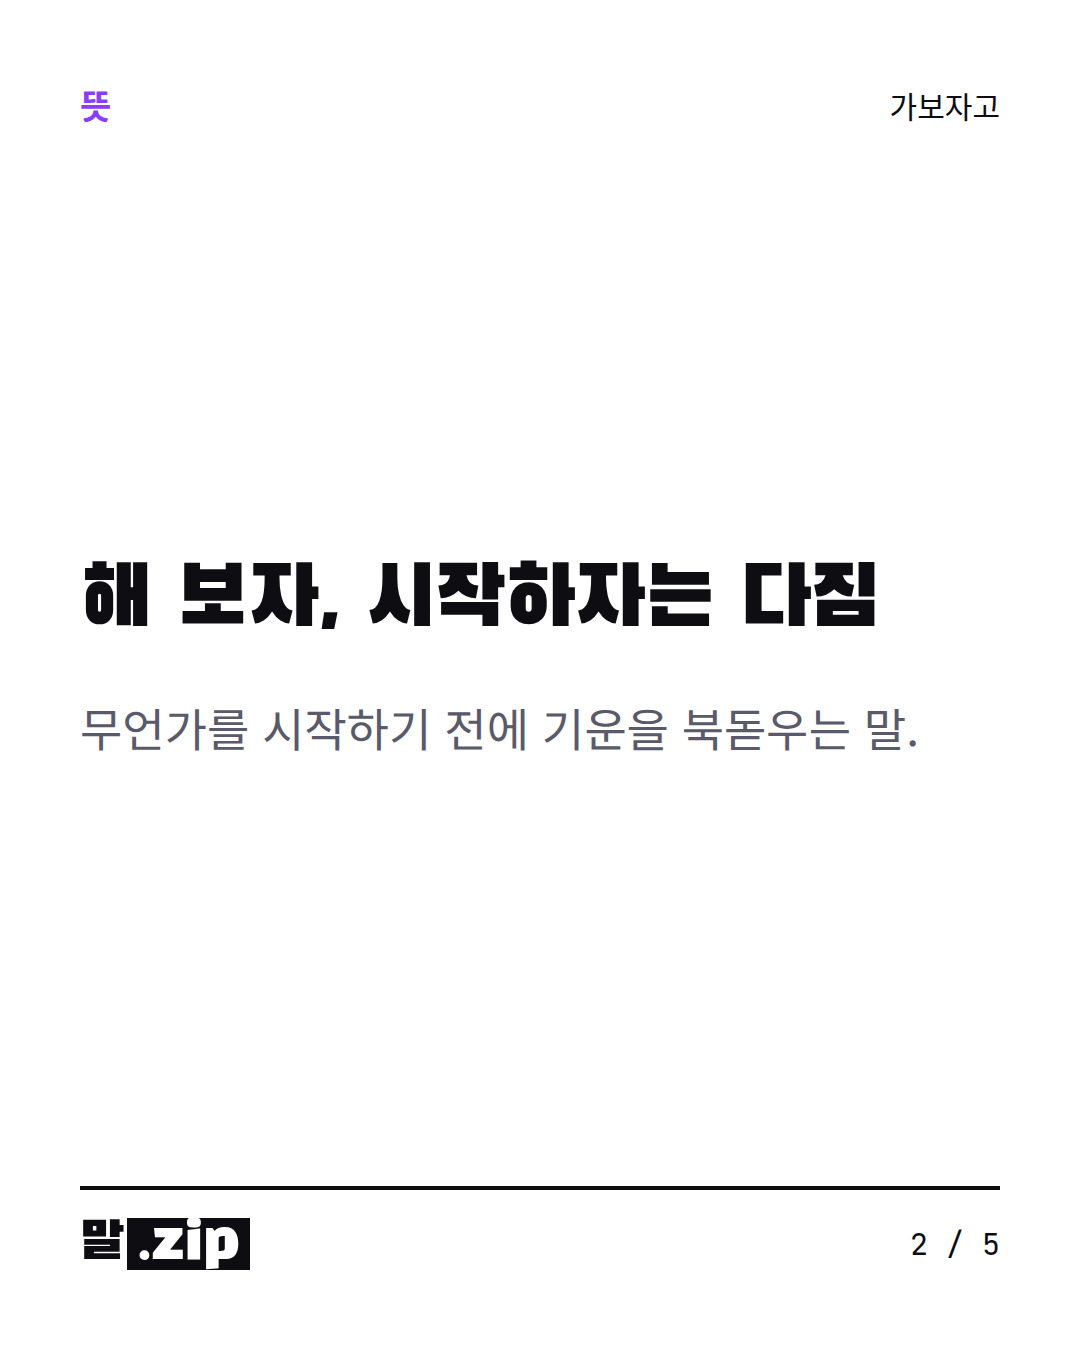 뜻
가보자고
해 보자, 시작하자는 다짐
무언가를 시작하기 전에 기운을 북돋우는 말.
말.zip
2 / 5